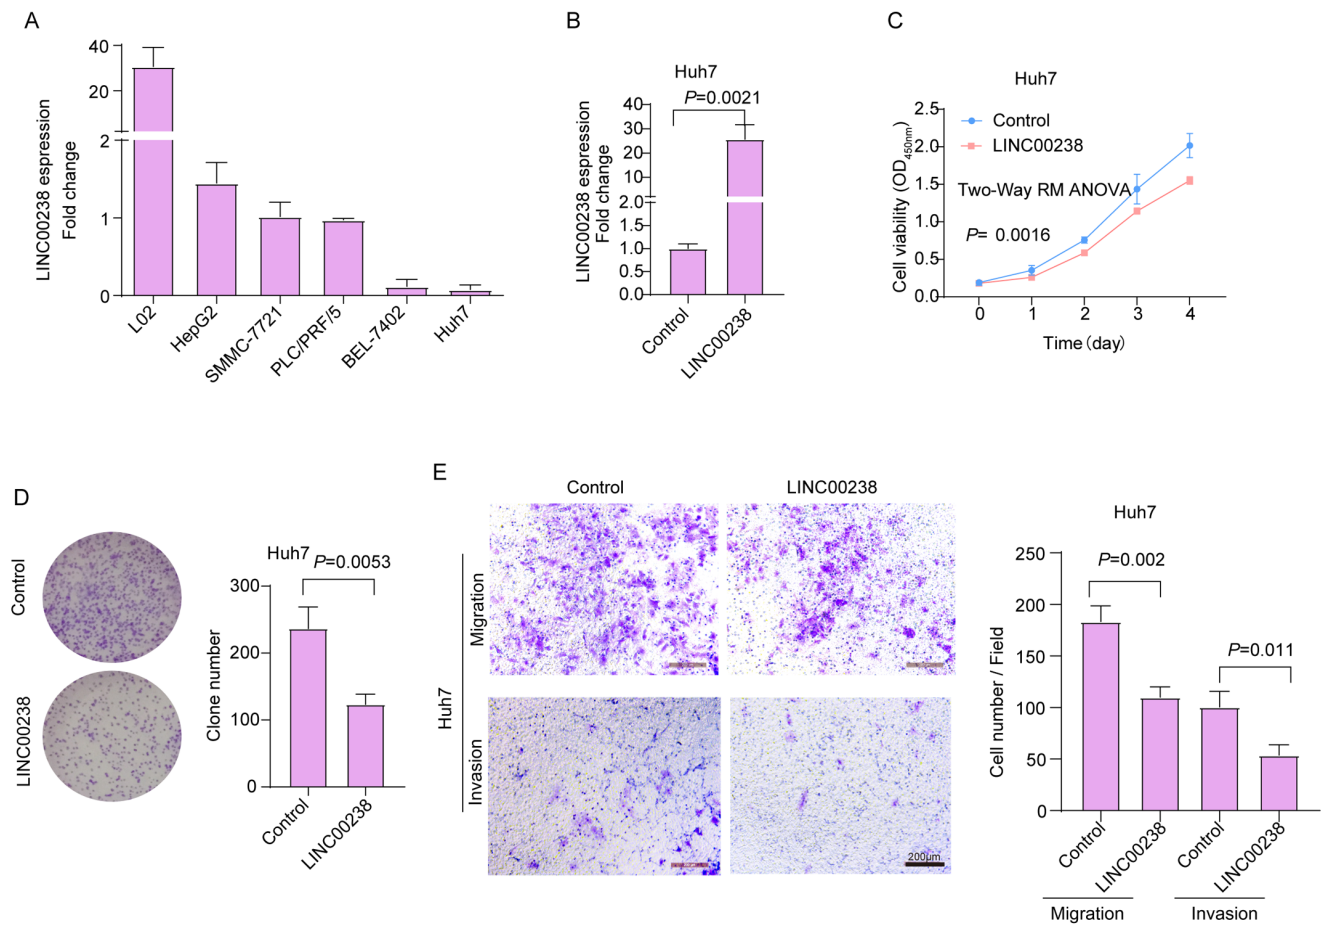 A
LINC00238 espression
Fold change
40
20
2
1
0
L02
HepG2
SMMC-7721
PLC/PRF/5
BEL-7402
Huh7
B
Huh7
P=0.0021
LINC00238 espression
Fold change
40
30
20
10
2.0
1.5
1.0
0.5
0.0
Control
LINC00238
C
Huh7
Cell viability (OD450nm)
2.5
2.0
1.5
1.0
0.5
0.0
Control
LINC00238
Two-Way RM ANOVA
P= 0.0016
0 1 2 3 4
Time (day)
D
Control
LINC00238
Huh7
P=0.0053
Clone number
300
200
100
0
Control
LINC00238
E
Control LINC00238
Huh7
Migration
Invasion
200μm
Huh7
P=0.002
P=0.011
Cell number / Field
250
200
150
100
50
0
Control
LINC00238
Control
LINC00238
Migration Invasion